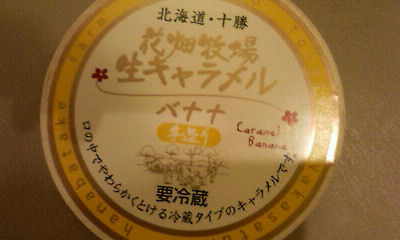 北海道・十勝
花畑牧場
生キャラメル
バナナ
Caramel
Banana
要冷蔵
口の中でやわらかくとける冷蔵タイプのキャラメルです。
hanabatake farm